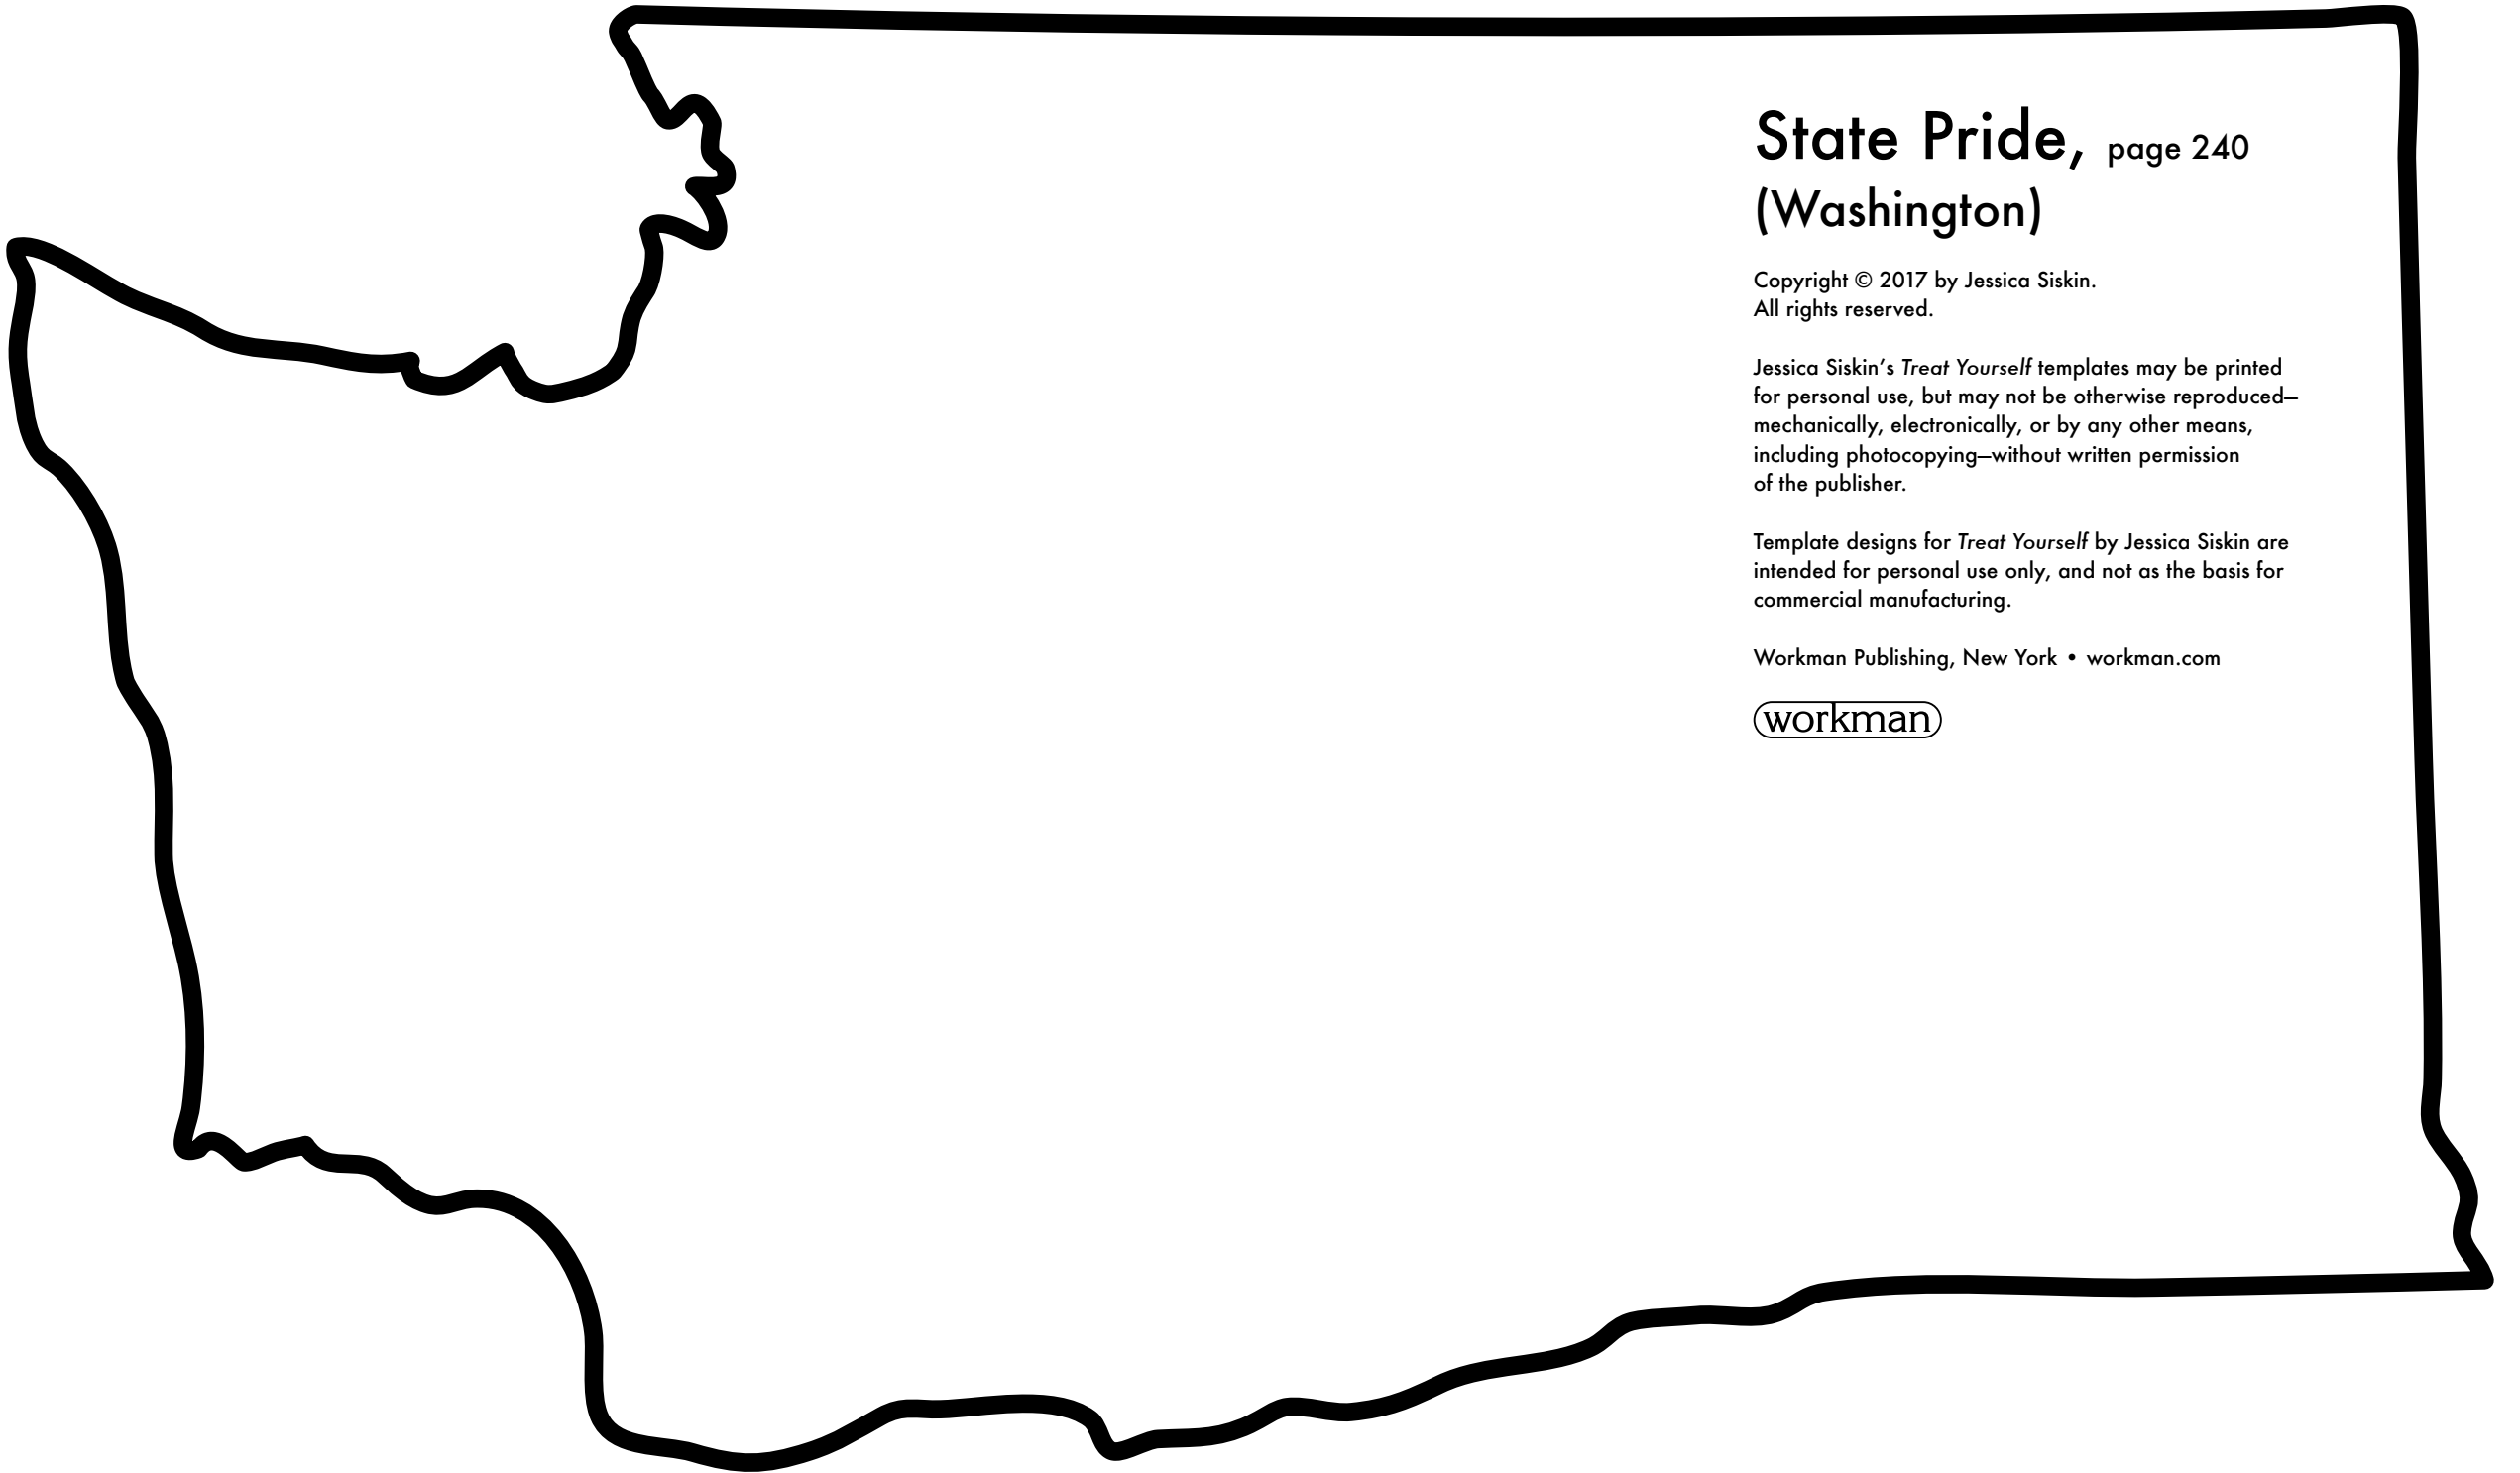 State Pride, page 240
(Washington)
Copyright © 2017 by Jessica Siskin.
All rights reserved.
Jessica Siskin’s Treat Yourself templates may be printed
for personal use, but may not be otherwise reproduced—
mechanically, electronically, or by any other means,
including photocopying—without written permission
of the publisher.
Template designs for Treat Yourself by Jessica Siskin are
intended for personal use only, and not as the basis for
commercial manufacturing.
Workman Publishing, New York • workman.com
workman